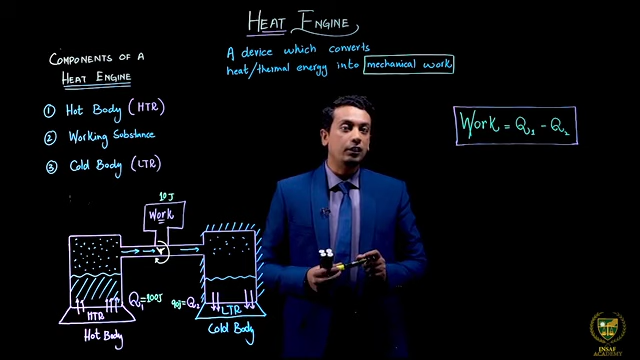 HEAT ENGINE
A device which converts
heat/thermal energy into mechanical work
COMPONENTS OF A
HEAT ENGINE
① Hot Body (HTR)
② Working Substance
③ Cold Body (LTR)
Work = Q₁ - Q₂
10J
Work
Q₁=100J
90J=Q₂
HTR
LTR
Hot Body
Cold Body
INSAF
ACADEMY